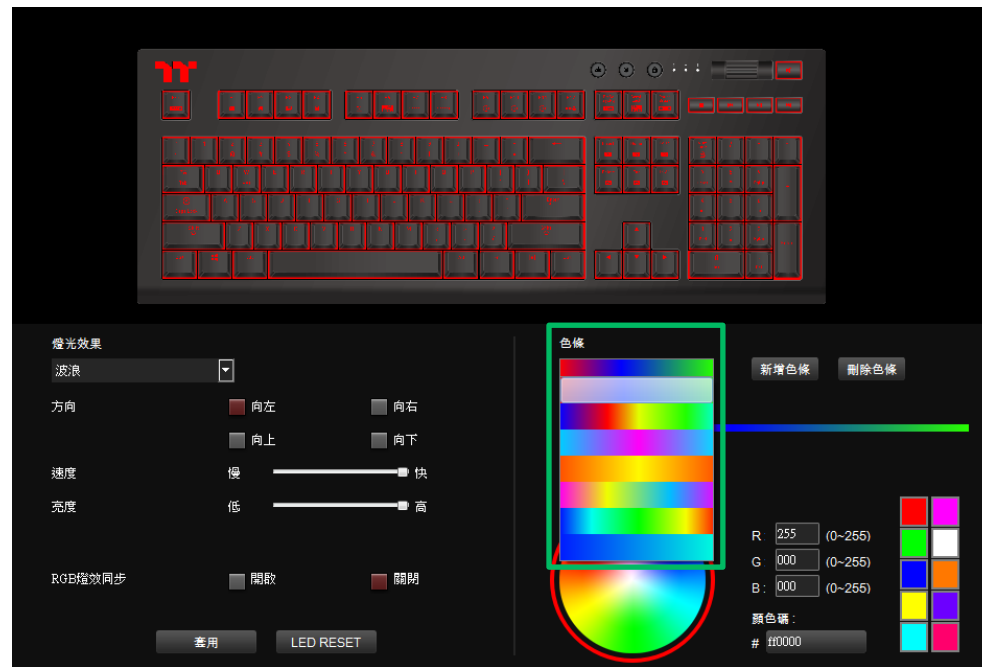 燈光效果
波浪
方向
向左
向右
向上
向下
速度
慢
快
亮度
低
高
RGB燈效同步
開啟
關閉
套用
LED RESET
色條
新增色條
刪除色條
R: 255 (0~255)
G: 000 (0~255)
B: 000 (0~255)
顏色碼:
# ff0000